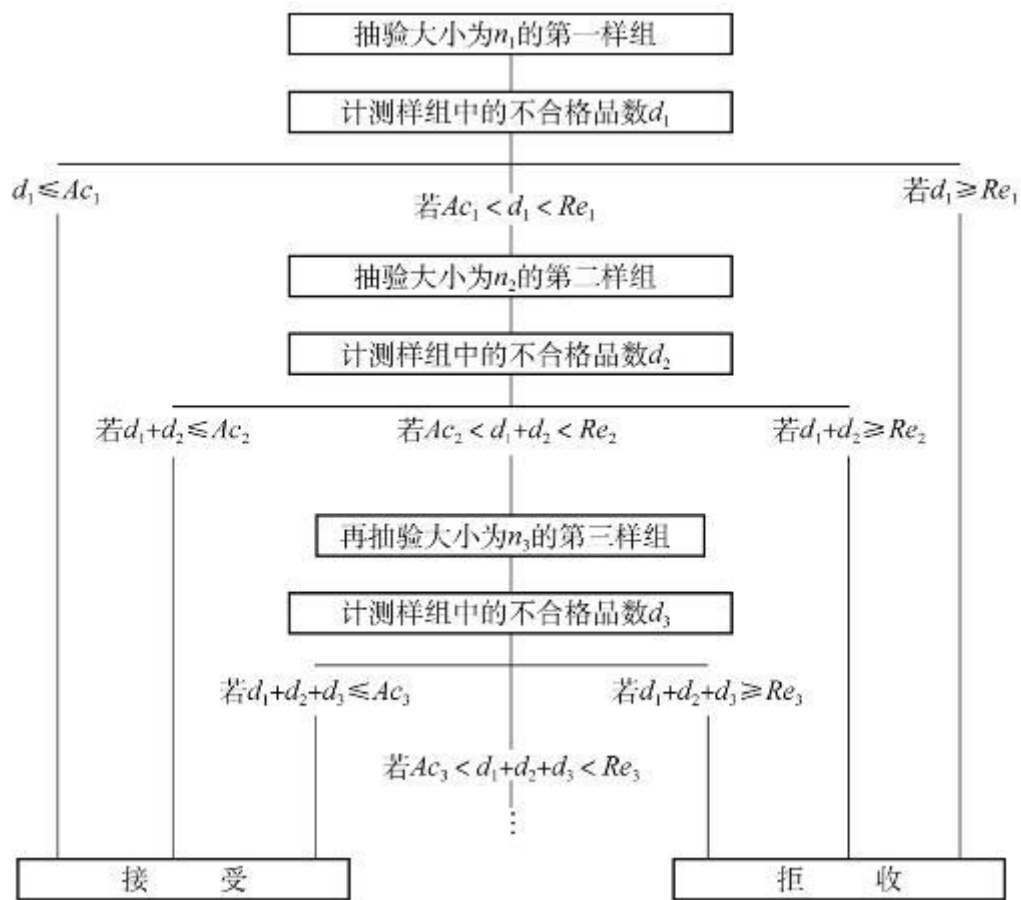 抽验大小为n₁的第一样组
计测样组中的不合格品数d₁
d₁≤Ac₁
若Ac₁<d₁<Re₁
若d₁≥Re₁
抽验大小为n₂的第二样组
计测样组中的不合格品数d₂
若d₁+d₂≤Ac₂
若Ac₂<d₁+d₂<Re₂
若d₁+d₂≥Re₂
再抽验大小为n₃的第三样组
计测样组中的不合格品数d₃
若d₁+d₂+d₃≤Ac₃
若d₁+d₂+d₃≥Re₃
若Ac₃<d₁+d₂+d₃<Re₃
⋮
接 受
拒 收